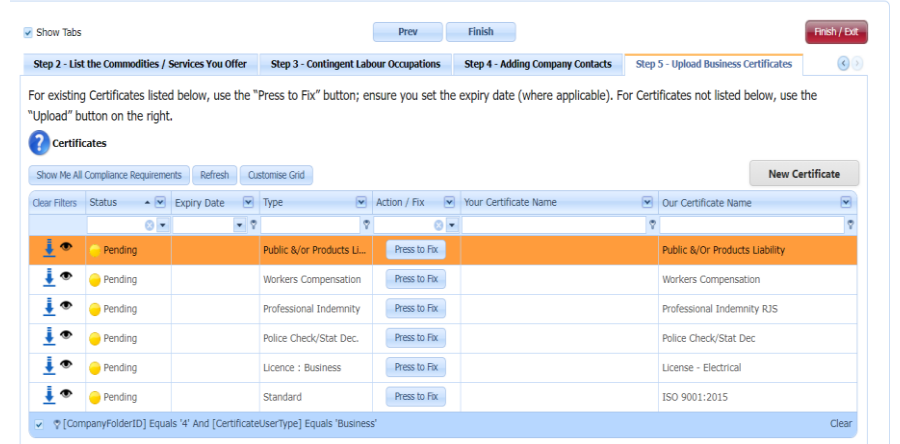 Show Tabs Prev Finish Finish / Exit
Step 2 - List the Commodities / Services You Offer Step 3 - Contingent Labour Occupations Step 4 - Adding Company Contacts Step 5 - Upload Business Certificates
For existing Certificates listed below, use the "Press to Fix" button; ensure you set the expiry date (where applicable). For Certificates not listed below, use the
"Upload" button on the right.
? Certificates
Show Me All Compliance Requirements Refresh Customise Grid New Certificate
Clear Filters Status Expiry Date Type Action / Fix Your Certificate Name Our Certificate Name
Pending Public &/or Products Li... Press to Fix Public &/Or Products Liability
Pending Workers Compensation Press to Fix Workers Compensation
Pending Professional Indemnity Press to Fix Professional Indemnity RJS
Pending Police Check/Stat Dec. Press to Fix Police Check/Stat Dec
Pending Licence : Business Press to Fix License - Electrical
Pending Standard Press to Fix ISO 9001:2015
[CompanyFolderID] Equals '4' And [CertificateUserType] Equals 'Business' Clear